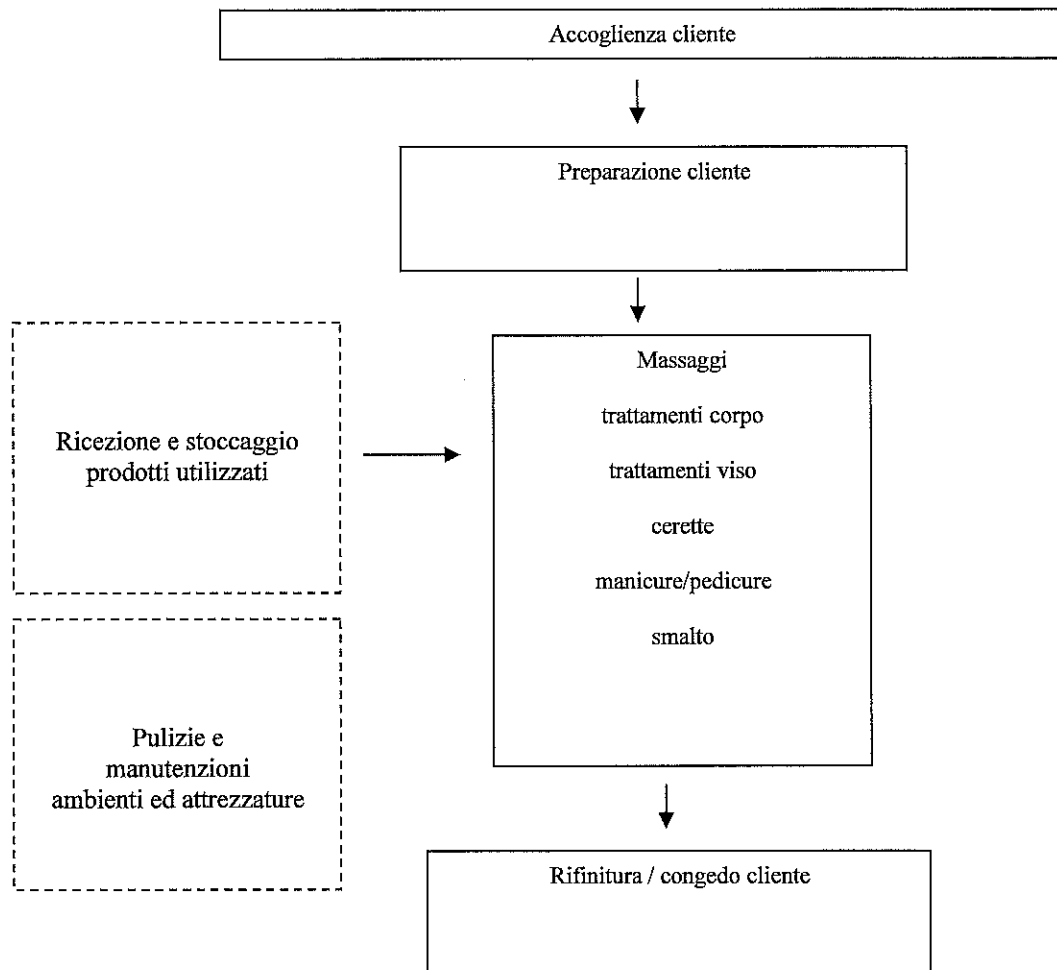 Accoglienza cliente
Preparazione cliente
Ricezione e stoccaggio
prodotti utilizzati
Massaggi
trattamenti corpo
trattamenti viso
cerette
manicure/pedicure
smalto
Pulizie e
manutenzioni
ambienti ed attrezzature
Rifinitura / congedo cliente